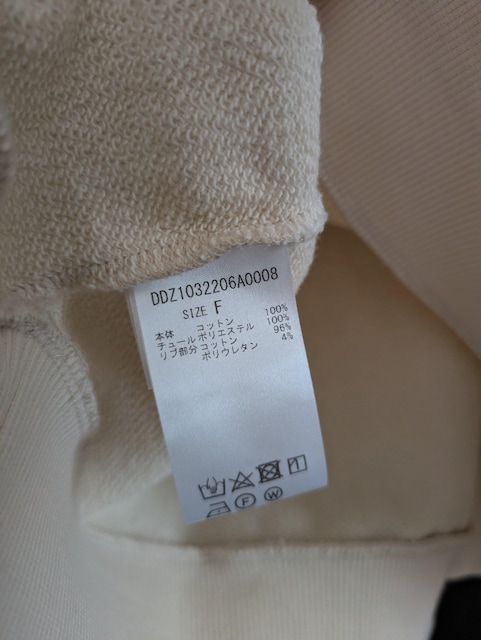 DDZ1032206A0008
SIZE F
本体 コットン 100%
チュール ポリエステル 100%
リブ部分 コットン 96%
ポリウレタン 4%
F W